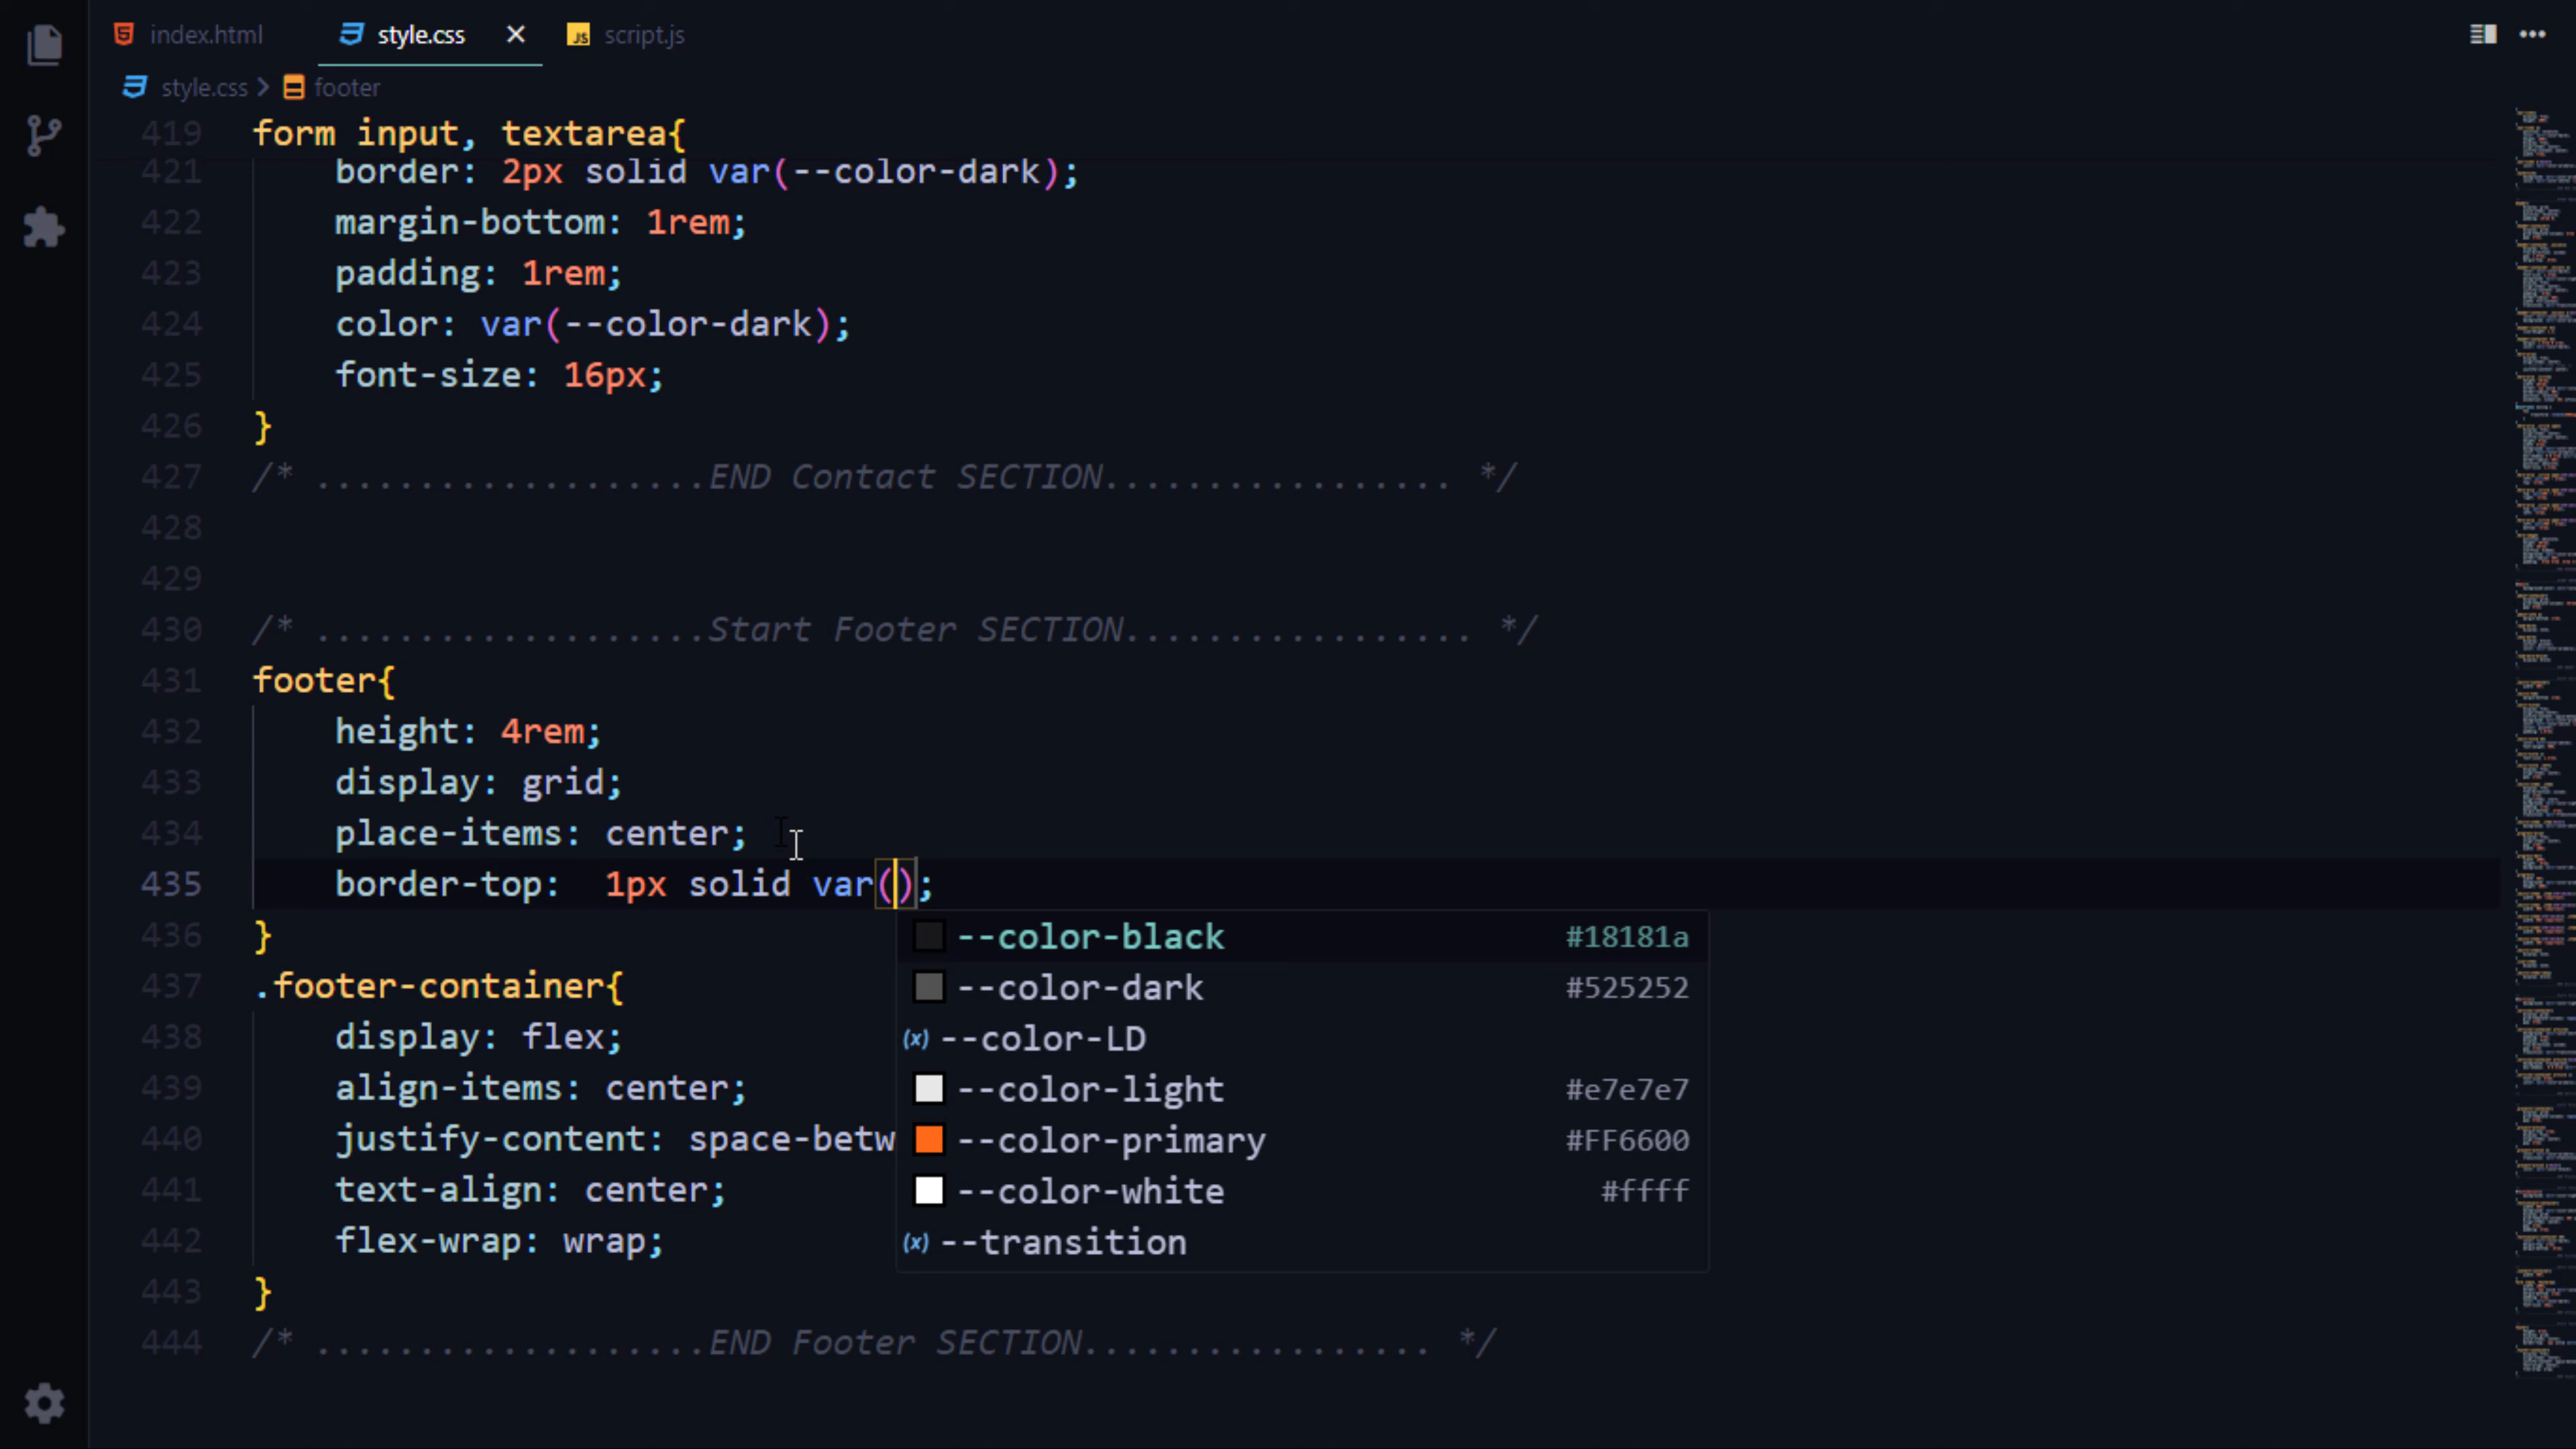 index.html style.css × script.js
style.css > footer
419 form input, textarea{
421 border: 2px solid var(--color-dark);
422 margin-bottom: 1rem;
423 padding: 1rem;
424 color: var(--color-dark);
425 font-size: 16px;
426 }
427 /* ...................END Contact SECTION................. */
428
429
430 /* ...................Start Footer SECTION................. */
431 footer{
432 height: 4rem;
433 display: grid;
434 place-items: center;
435 border-top:  1px solid var();
436 }
--color-black #18181a
437 .footer-container{
--color-dark #525252
438 display: flex;
(x) --color-LD
439 align-items: center;
--color-light #e7e7e7
440 justify-content: space-betw
--color-primary #FF6600
441 text-align: center;
--color-white #ffff
442 flex-wrap: wrap;
(x) --transition
443 }
444 /* ...................END Footer SECTION................. */